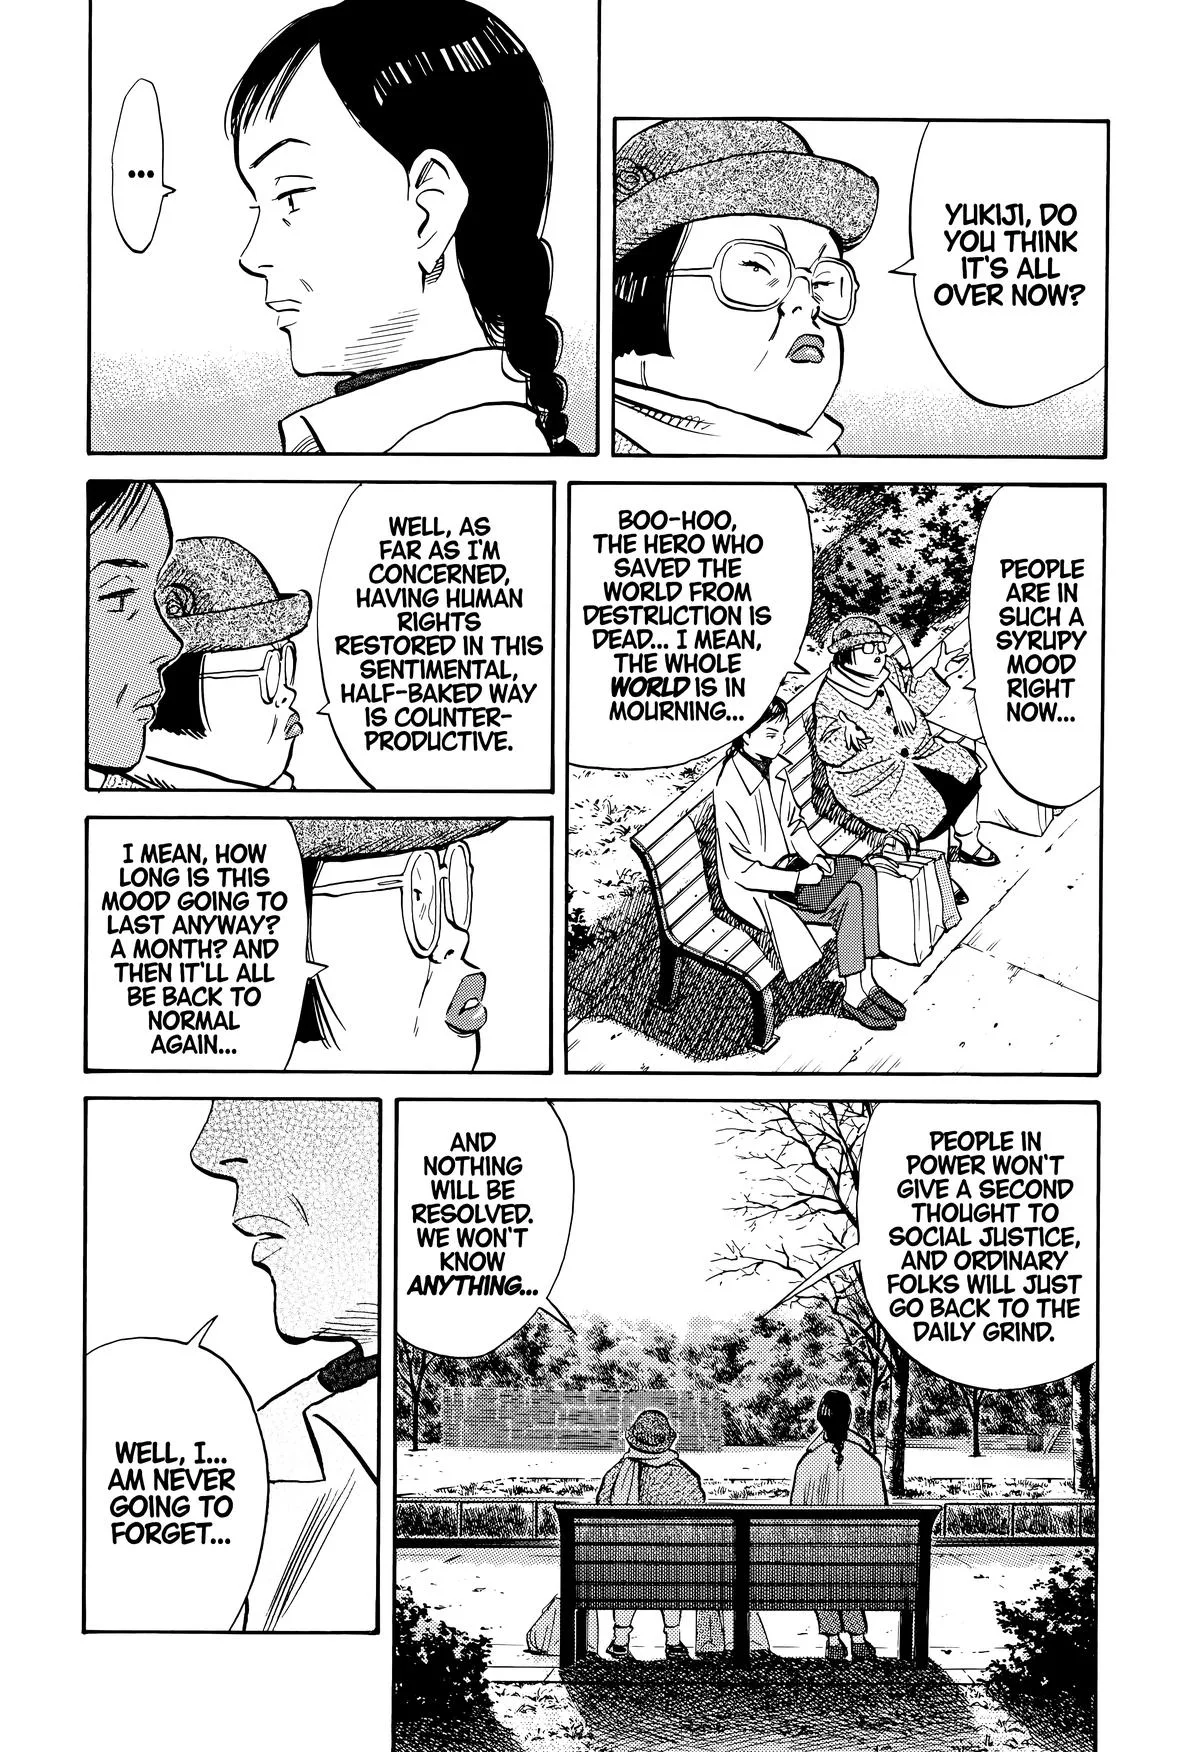 YUKIJI, DO
YOU THINK
IT'S ALL
OVER NOW?
...
PEOPLE
ARE IN
SUCH A
SYRUPY
MOOD
RIGHT
NOW...
BOO-HOO,
THE HERO WHO
SAVED THE
WORLD FROM
DESTRUCTION IS
DEAD... I MEAN,
THE WHOLE
WORLD IS IN
MOURNING...
WELL, AS
FAR AS I'M
CONCERNED,
HAVING HUMAN
RIGHTS
RESTORED IN THIS
SENTIMENTAL,
HALF-BAKED WAY
IS COUNTER-
PRODUCTIVE.
I MEAN, HOW
LONG IS THIS
MOOD GOING TO
LAST ANYWAY?
A MONTH? AND
THEN IT'LL ALL
BE BACK TO
NORMAL
AGAIN...
PEOPLE IN
POWER WON'T
GIVE A SECOND
THOUGHT TO
SOCIAL JUSTICE,
AND ORDINARY
FOLKS WILL JUST
GO BACK TO THE
DAILY GRIND.
AND
NOTHING
WILL BE
RESOLVED.
WE WON'T
KNOW
ANYTHING...
WELL, I...
AM NEVER
GOING TO
FORGET...